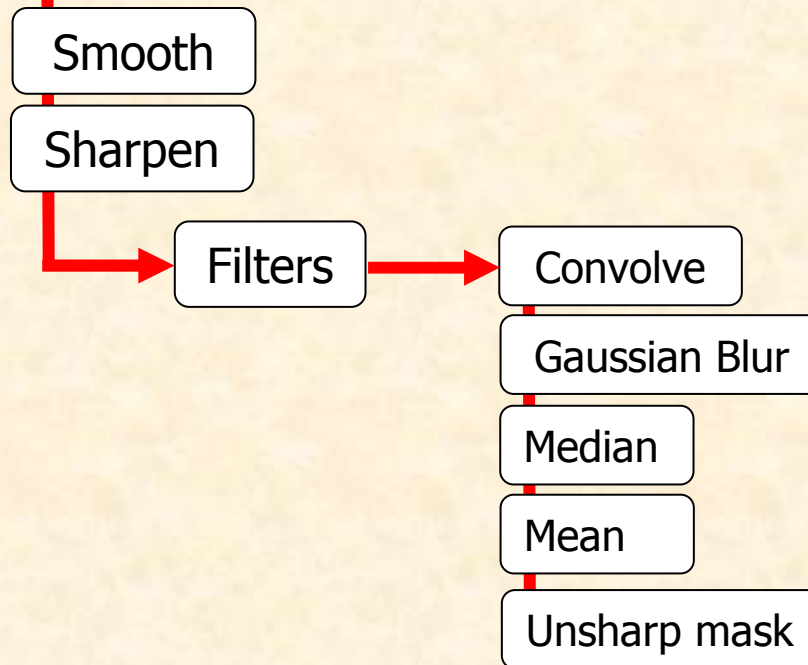 Smooth
Sharpen
Filters
Convolve
Gaussian Blur
Median
Mean
Unsharp mask